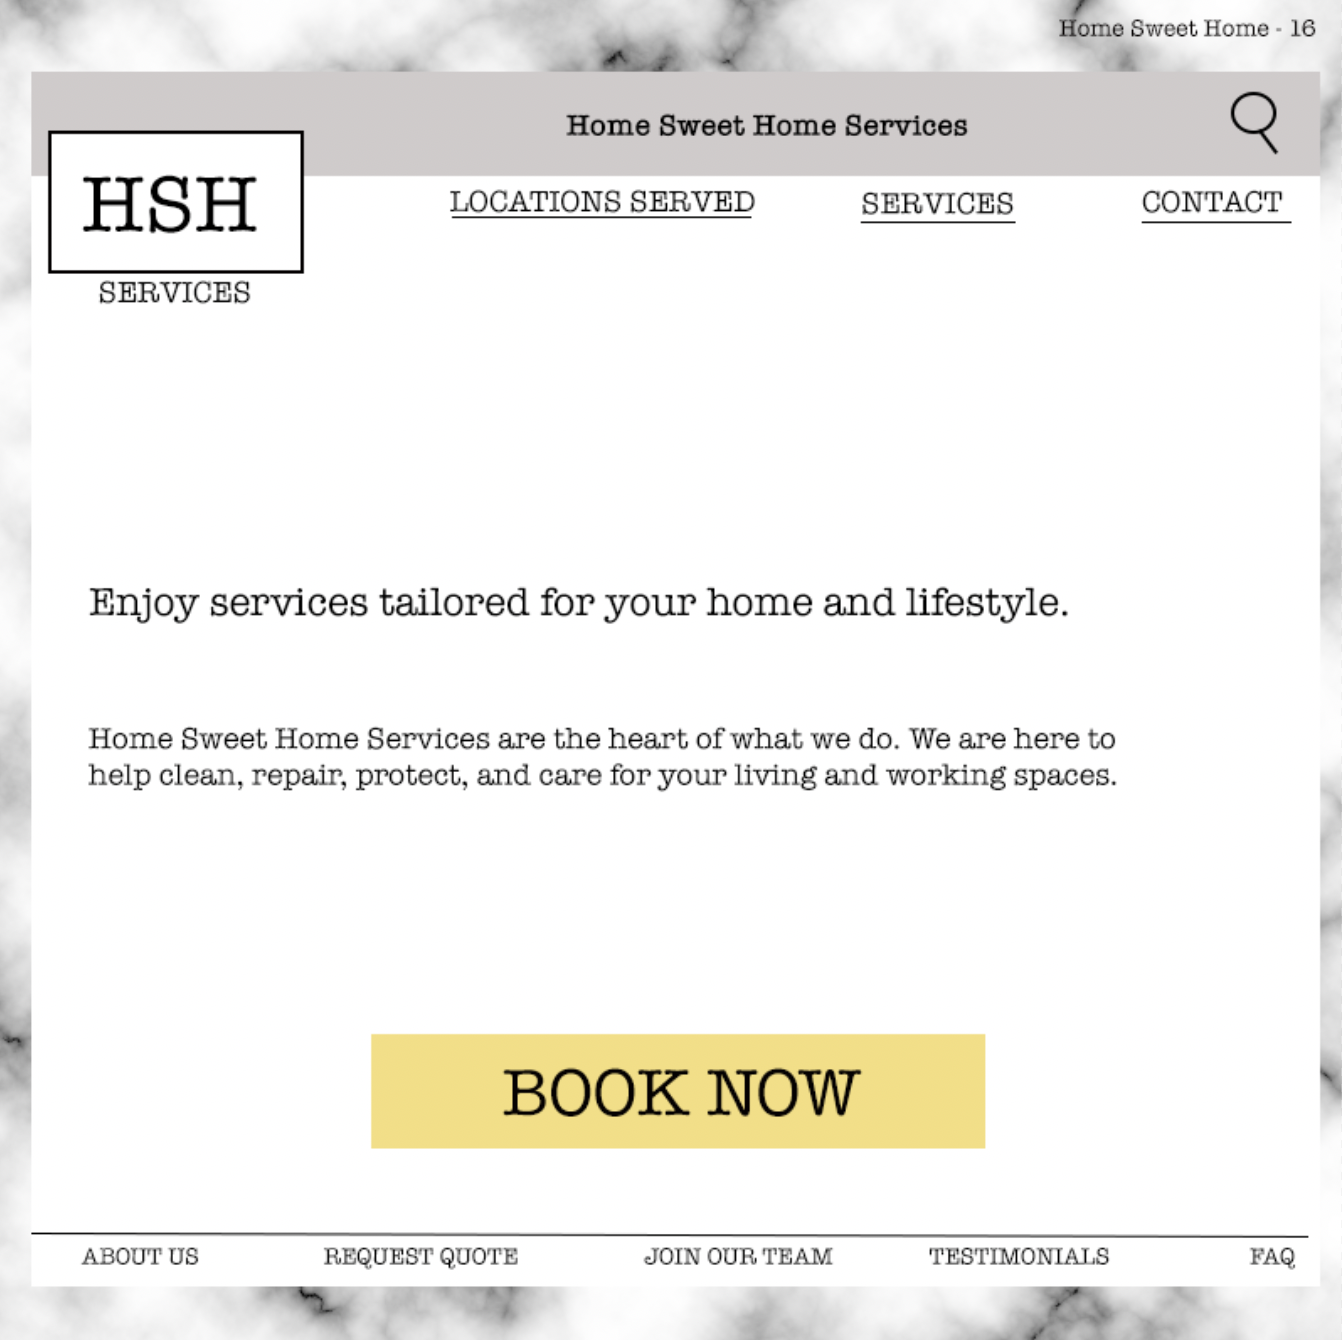 Home Sweet Home - 16
Home Sweet Home Services
HSH
SERVICES
LOCATIONS SERVED
SERVICES
CONTACT
Enjoy services tailored for your home and lifestyle.
Home Sweet Home Services are the heart of what we do. We are here to
help clean, repair, protect, and care for your living and working spaces.
BOOK NOW
ABOUT US
REQUEST QUOTE
JOIN OUR TEAM
TESTIMONIALS
FAQ